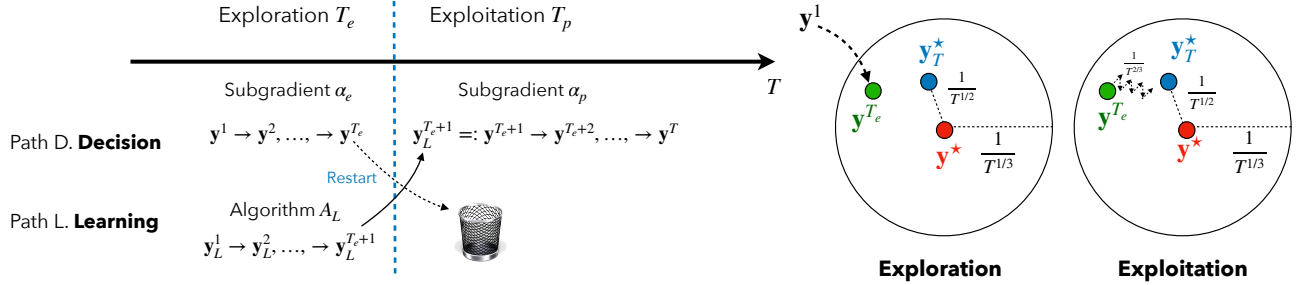 Exploration T_e
Exploitation T_p
T
Subgradient α_e
Subgradient α_p
Path D. Decision
y^1 → y^2, …, → y^{T_e}
y_L^{T_e+1} =: y^{T_e+1} → y^{T_e+2}, …, → y^T
Restart
Path L. Learning
Algorithm A_L
y_L^1 → y_L^2, …, → y_L^{T_e+1}
y^1
y_T^⋆
1/T^{1/2}
y^{T_e}
y^⋆
1/T^{1/3}
Exploration
y_T^⋆
1/T^{2/3}
1/T^{1/2}
y^{T_e}
y^⋆
1/T^{1/3}
Exploitation